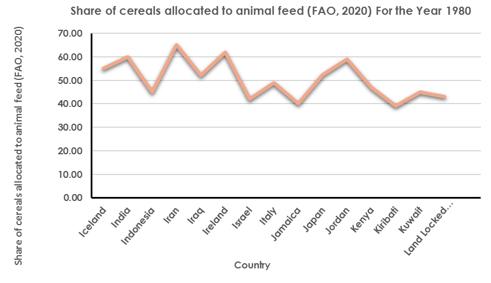 Share of cereals allocated to animal feed (FAO, 2020) For the Year 1980
Share of cereals allocated to animal feed (FAO, 2020)
70.00
60.00
50.00
40.00
30.00
20.00
10.00
0.00
Iceland
India
Indonesia
Iran
Iraq
Ireland
Israel
Italy
Jamaica
Japan
Jordan
Kenya
Kiribati
Kuwait
Land Locked...
Country